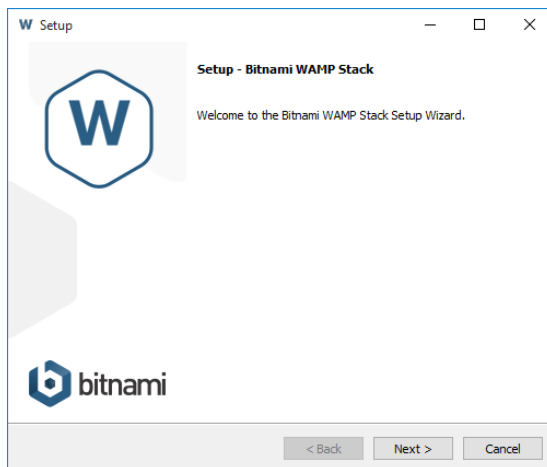 W Setup
Setup - Bitnami WAMP Stack
Welcome to the Bitnami WAMP Stack Setup Wizard.
W
bitnami
< Back Next > Cancel